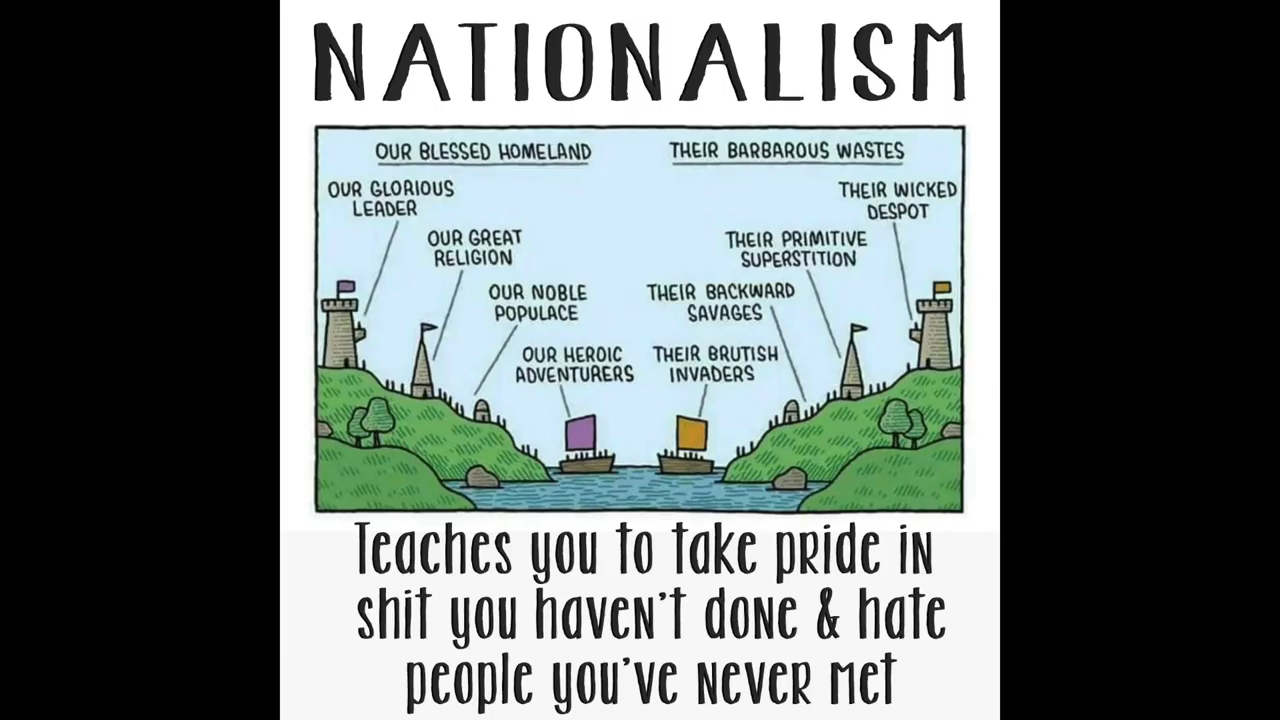 NATIONALISM
OUR BLESSED HOMELAND
OUR GLORIOUS
LEADER
OUR GREAT
RELIGION
OUR NOBLE
POPULACE
OUR HEROIC
ADVENTURERS
THEIR BARBAROUS WASTES
THEIR WICKED
DESPOT
THEIR PRIMITIVE
SUPERSTITION
THEIR BACKWARD
SAVAGES
THEIR BRUTISH
INVADERS
Teaches you to take pride in
shit you haven't done & hate
people you've never met